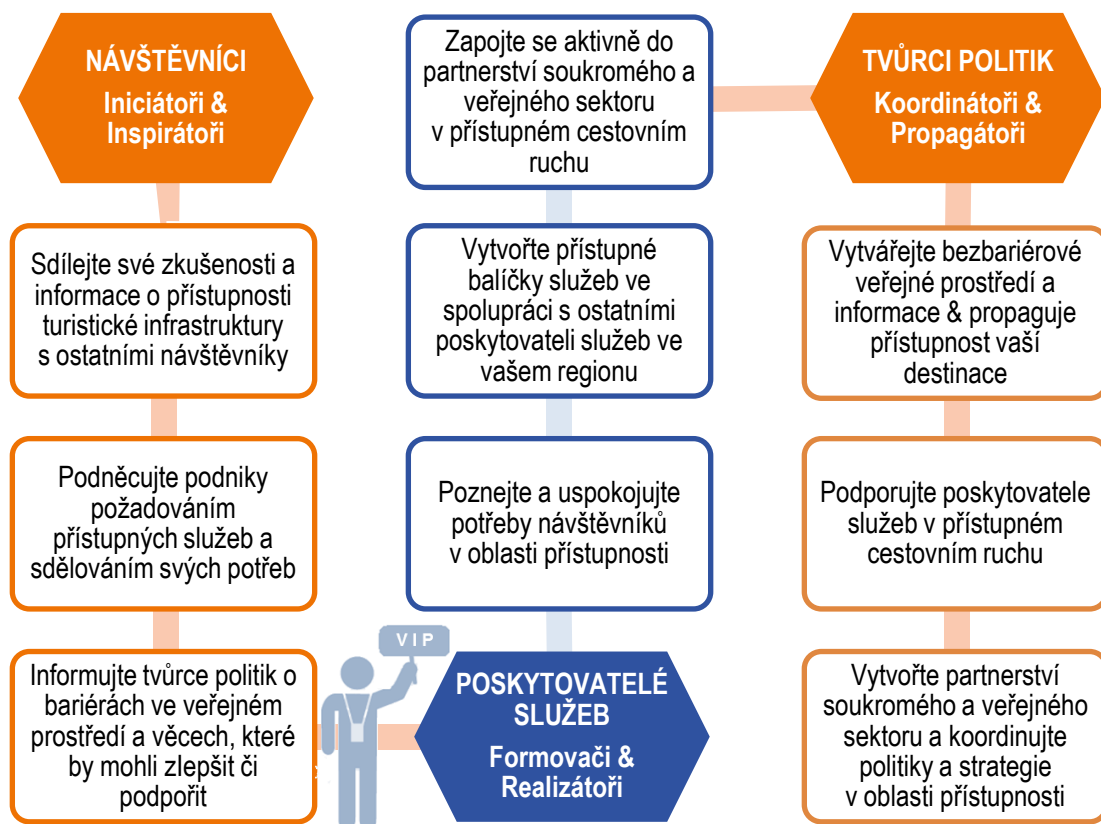 NÁVŠTĚVNÍCI
Iniciátoři &
Inspirátoři
Sdílejte své zkušenosti a
informace o přístupnosti
turistické infrastruktury
s ostatními návštěvníky
Podněcujte podniky
požadováním
přístupných služeb a
sdělováním svých potřeb
Informujte tvůrce politik o
bariérách ve veřejném
prostředí a věcech, které
by mohli zlepšit či
podpořit
VIP
POSKYTOVATELÉ
SLUŽEB
Formovači &
Realizátoři
Poznejte a uspokojujte
potřeby návštěvníků
v oblasti přístupnosti
Vytvořte přístupné
balíčky služeb ve
spolupráci s ostatními
poskytovateli služeb ve
vašem regionu
Zapojte se aktivně do
partnerství soukromého a
veřejného sektoru
v přístupném cestovním
ruchu
TVŮRCI POLITIK
Koordinátoři &
Propagátoři
Vytvářejte bezbariérové
veřejné prostředí a
informace & propaguje
přístupnost vaší
destinace
Podporujte poskytovatele
služeb v přístupném
cestovním ruchu
Vytvořte partnerství
soukromého a veřejného
sektoru a koordinujte
politiky a strategie
v oblasti přístupnosti